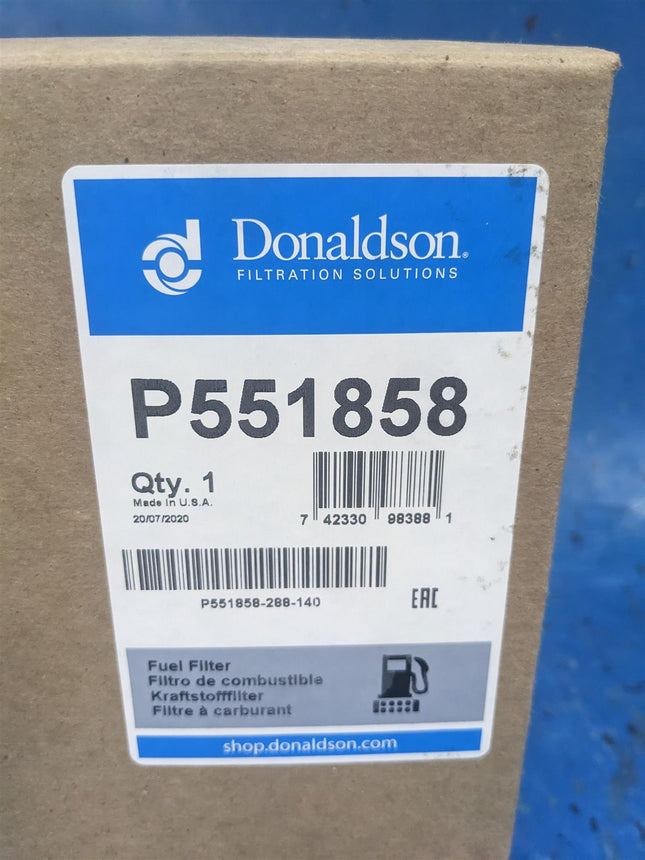 Donaldson®
FILTRATION SOLUTIONS
P551858
Qty. 1
Made In U.S.A.
20/07/2020
7 42330 98388 1
P551858-288-140
EAC
Fuel Filter
Filtro de combustible
Kraftstofffilter
Filtre à carburant
shop.donaldson.com